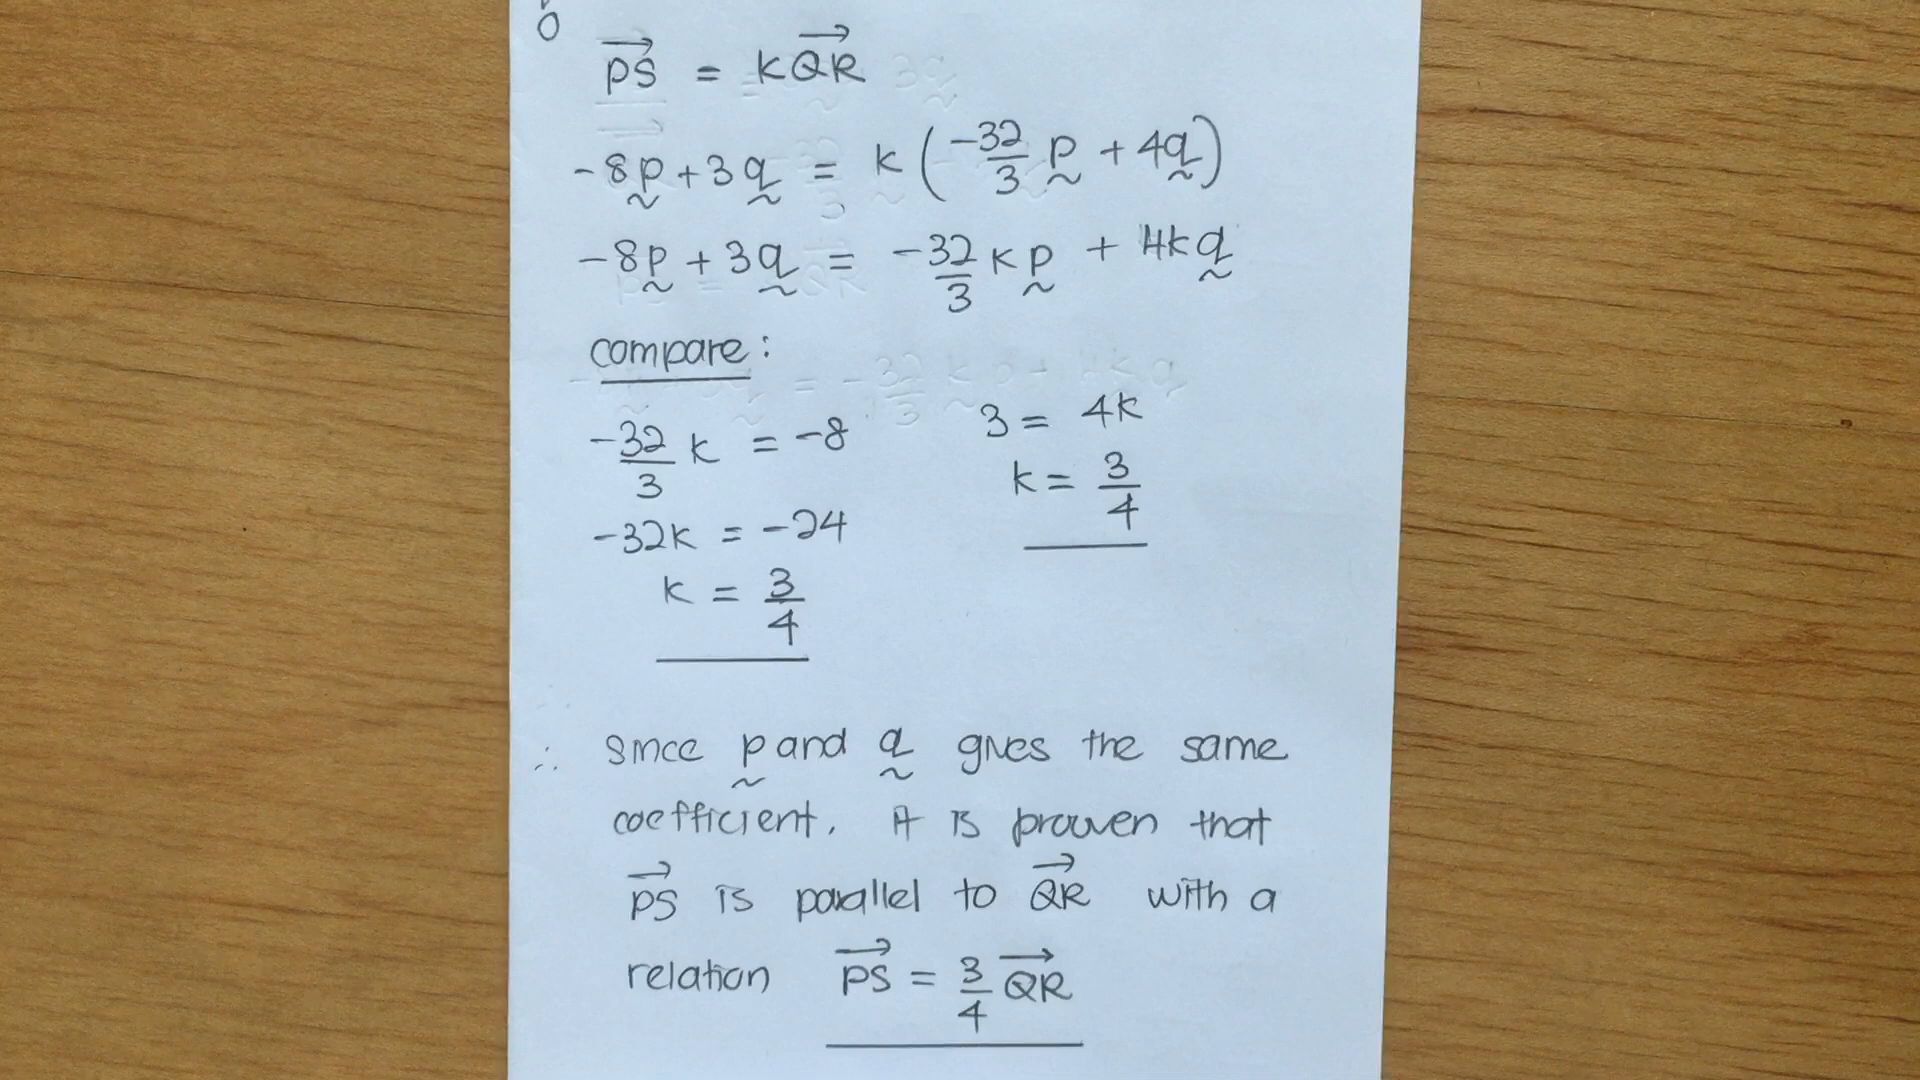 0
PS = kQR
-8p + 3q = k(-32/3 p + 4q)
-8p + 3q = -32/3 kp + 4kq
compare:
-32/3 k = -8
-32k = -24
k = 3/4
3 = 4k
k = 3/4
∴ Since p and q gives the same
coefficient. It is proven that
PS is parallel to QR with a
relation PS = 3/4 QR